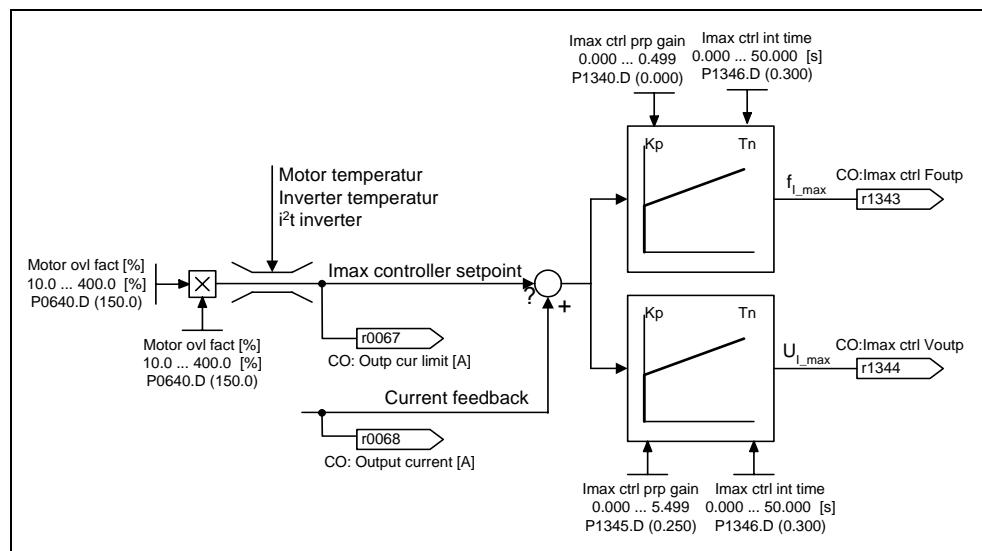 Imax ctrl prp gain
0.000 ... 0.499
P1340.D (0.000)
Imax ctrl int time
0.000 ... 50.000 [s]
P1346.D (0.300)
Kp
Tn
f I_max
CO:Imax ctrl Foutp
r1343
Motor temperatur
Inverter temperatur
i²t inverter
Motor ovl fact [%]
10.0 ... 400.0 [%]
P0640.D (150.0)
Imax controller setpoint
?
+
r0067
CO: Outp cur limit [A]
Motor ovl fact [%]
10.0 ... 400.0 [%]
P0640.D (150.0)
Current feedback
r0068
CO: Output current [A]
Kp
Tn
U I_max
CO:Imax ctrl Voutp
r1344
Imax ctrl prp gain
0.000 ... 5.499
P1345.D (0.250)
Imax ctrl int time
0.000 ... 50.000 [s]
P1346.D (0.300)